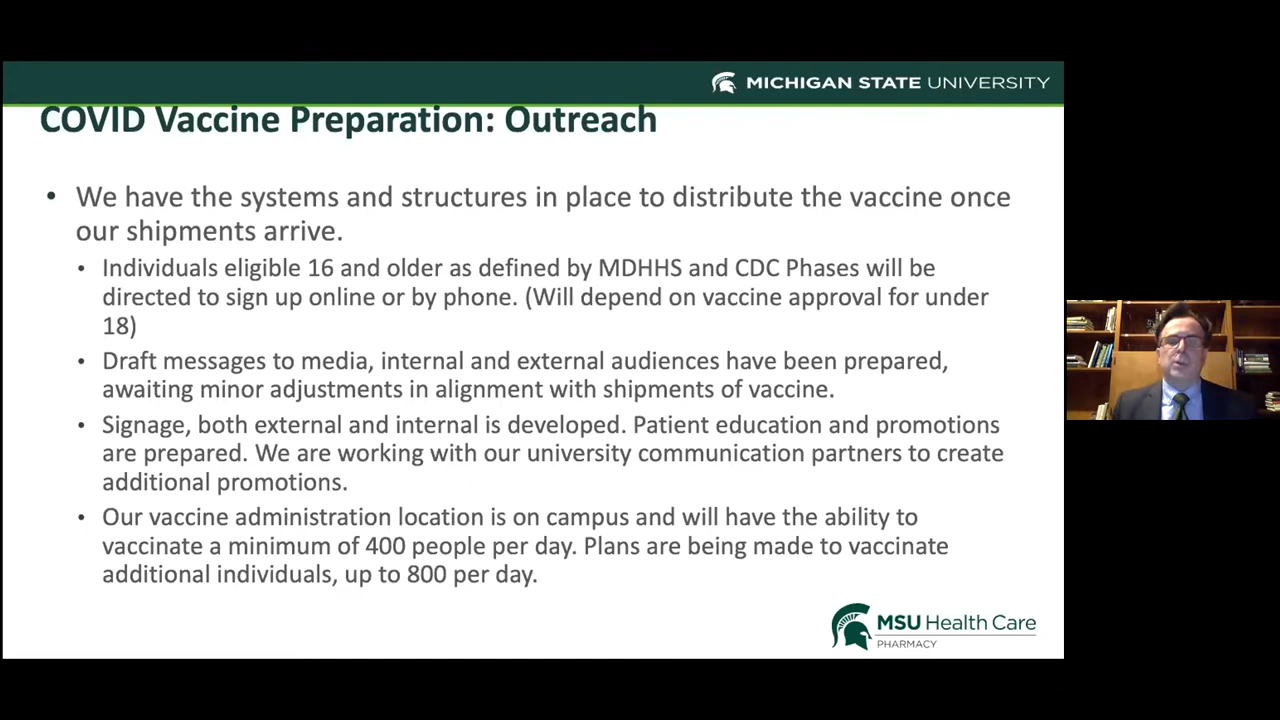 MICHIGAN STATE UNIVERSITY
COVID Vaccine Preparation: Outreach
• We have the systems and structures in place to distribute the vaccine once
our shipments arrive.
• Individuals eligible 16 and older as defined by MDHHS and CDC Phases will be
directed to sign up online or by phone. (Will depend on vaccine approval for under
18)
• Draft messages to media, internal and external audiences have been prepared,
awaiting minor adjustments in alignment with shipments of vaccine.
• Signage, both external and internal is developed. Patient education and promotions
are prepared. We are working with our university communication partners to create
additional promotions.
• Our vaccine administration location is on campus and will have the ability to
vaccinate a minimum of 400 people per day. Plans are being made to vaccinate
additional individuals, up to 800 per day.
MSU Health Care
PHARMACY